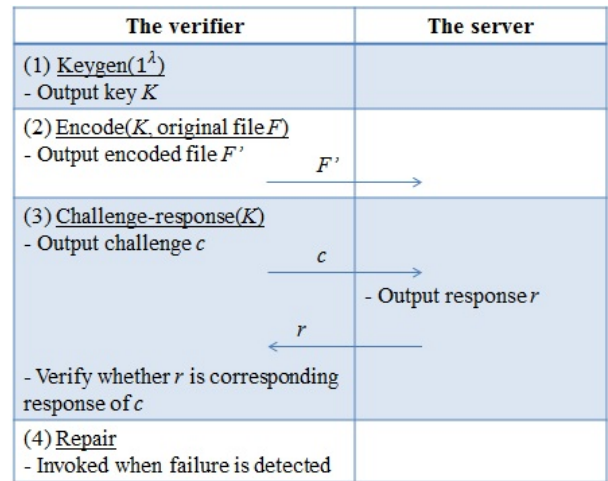 The verifier The server
(1) Keygen(1^λ)
- Output key K
(2) Encode(K, original file F)
- Output encoded file F'
F'
(3) Challenge-response(K)
- Output challenge c
c
- Output response r
r
- Verify whether r is corresponding
response of c
(4) Repair
- Invoked when failure is detected